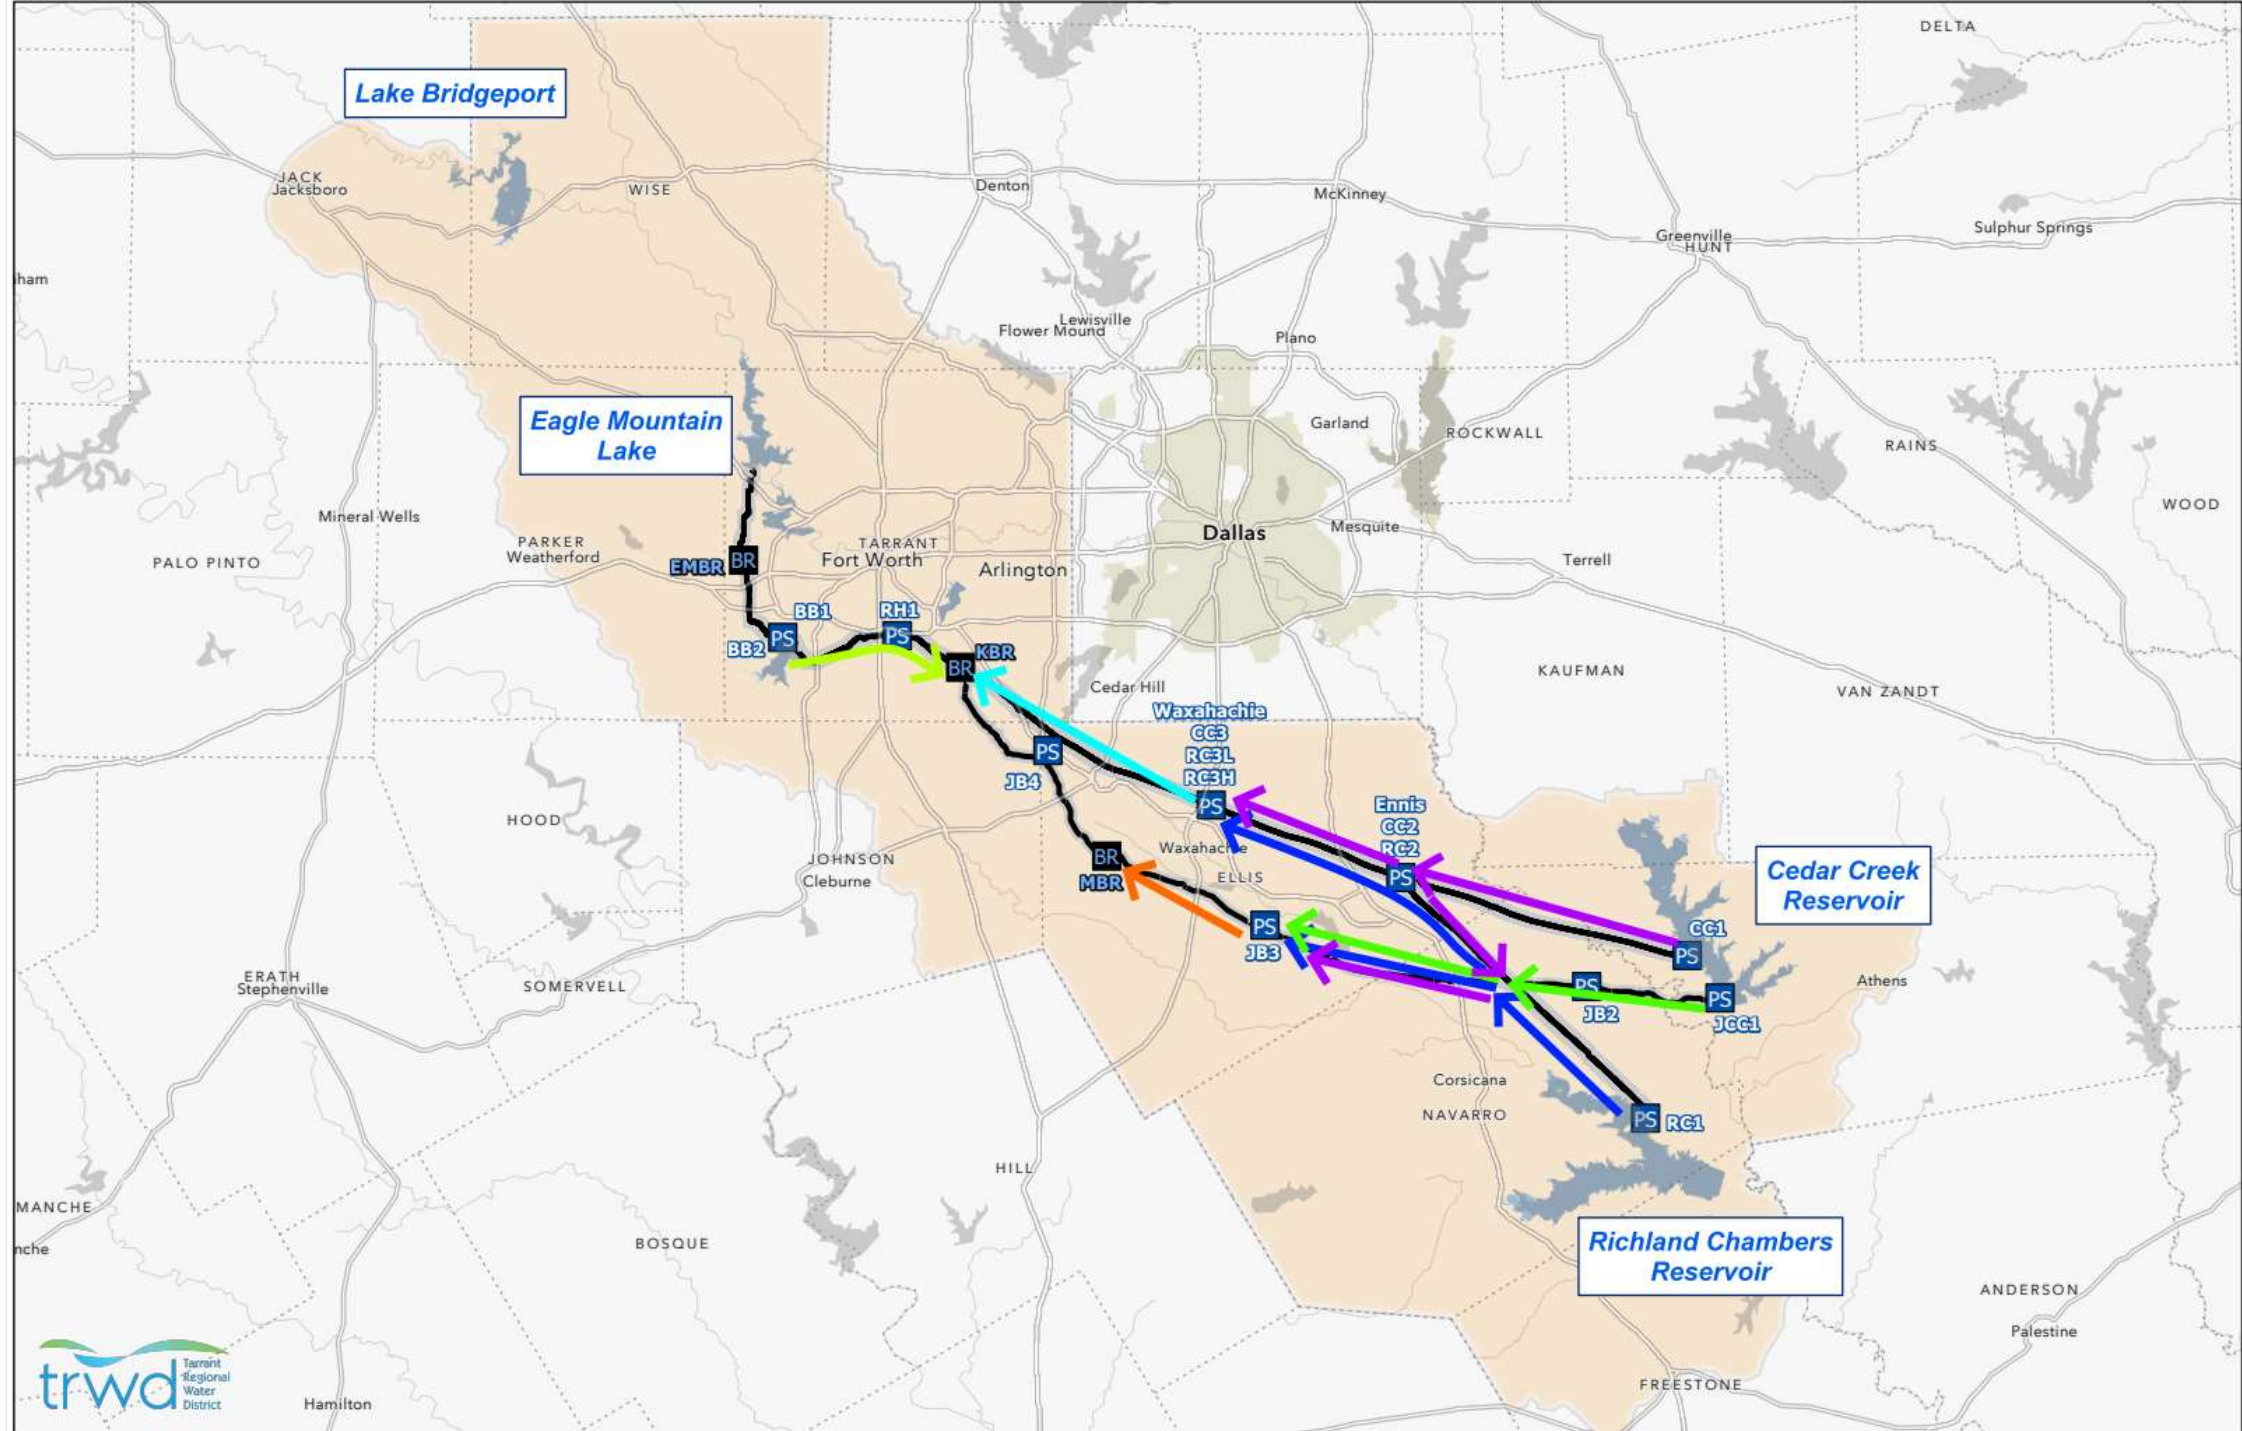 DELTA
Lake Bridgeport
JACK
Jacksboro
WISE
Denton
McKinney
Greenville
HUNT
Sulphur Springs
Lewisville
Flower Mound
Plano
Eagle Mountain
Lake
Garland
ROCKWALL
RAINS
WOOD
Mineral Wells
PALO PINTO
PARKER
Weatherford
TARRANT
Fort Worth
Arlington
Dallas
Mesquite
Terrell
EMBR
BR
BB1
PS
BB2
RH1
PS
KBR
BR
Cedar Hill
KAUFMAN
VAN ZANDT
Waxahachie
CC3
RC3L
RC3H
PS
PS
JB4
Ennis
CC2
RC2
PS
HOOD
JOHNSON
Cleburne
BR
MBR
Waxahachie
ELLIS
Cedar Creek
Reservoir
CC1
PS
PS
JB3
PS
JB2
PS
JCC1
Athens
ERATH
Stephenville
SOMERVELL
Corsicana
NAVARRO
PS
RC1
HILL
MANCHE
nche
BOSQUE
Richland Chambers
Reservoir
ANDERSON
Palestine
FREESTONE
Hamilton
trwd
Tarrant
Regional
Water
District